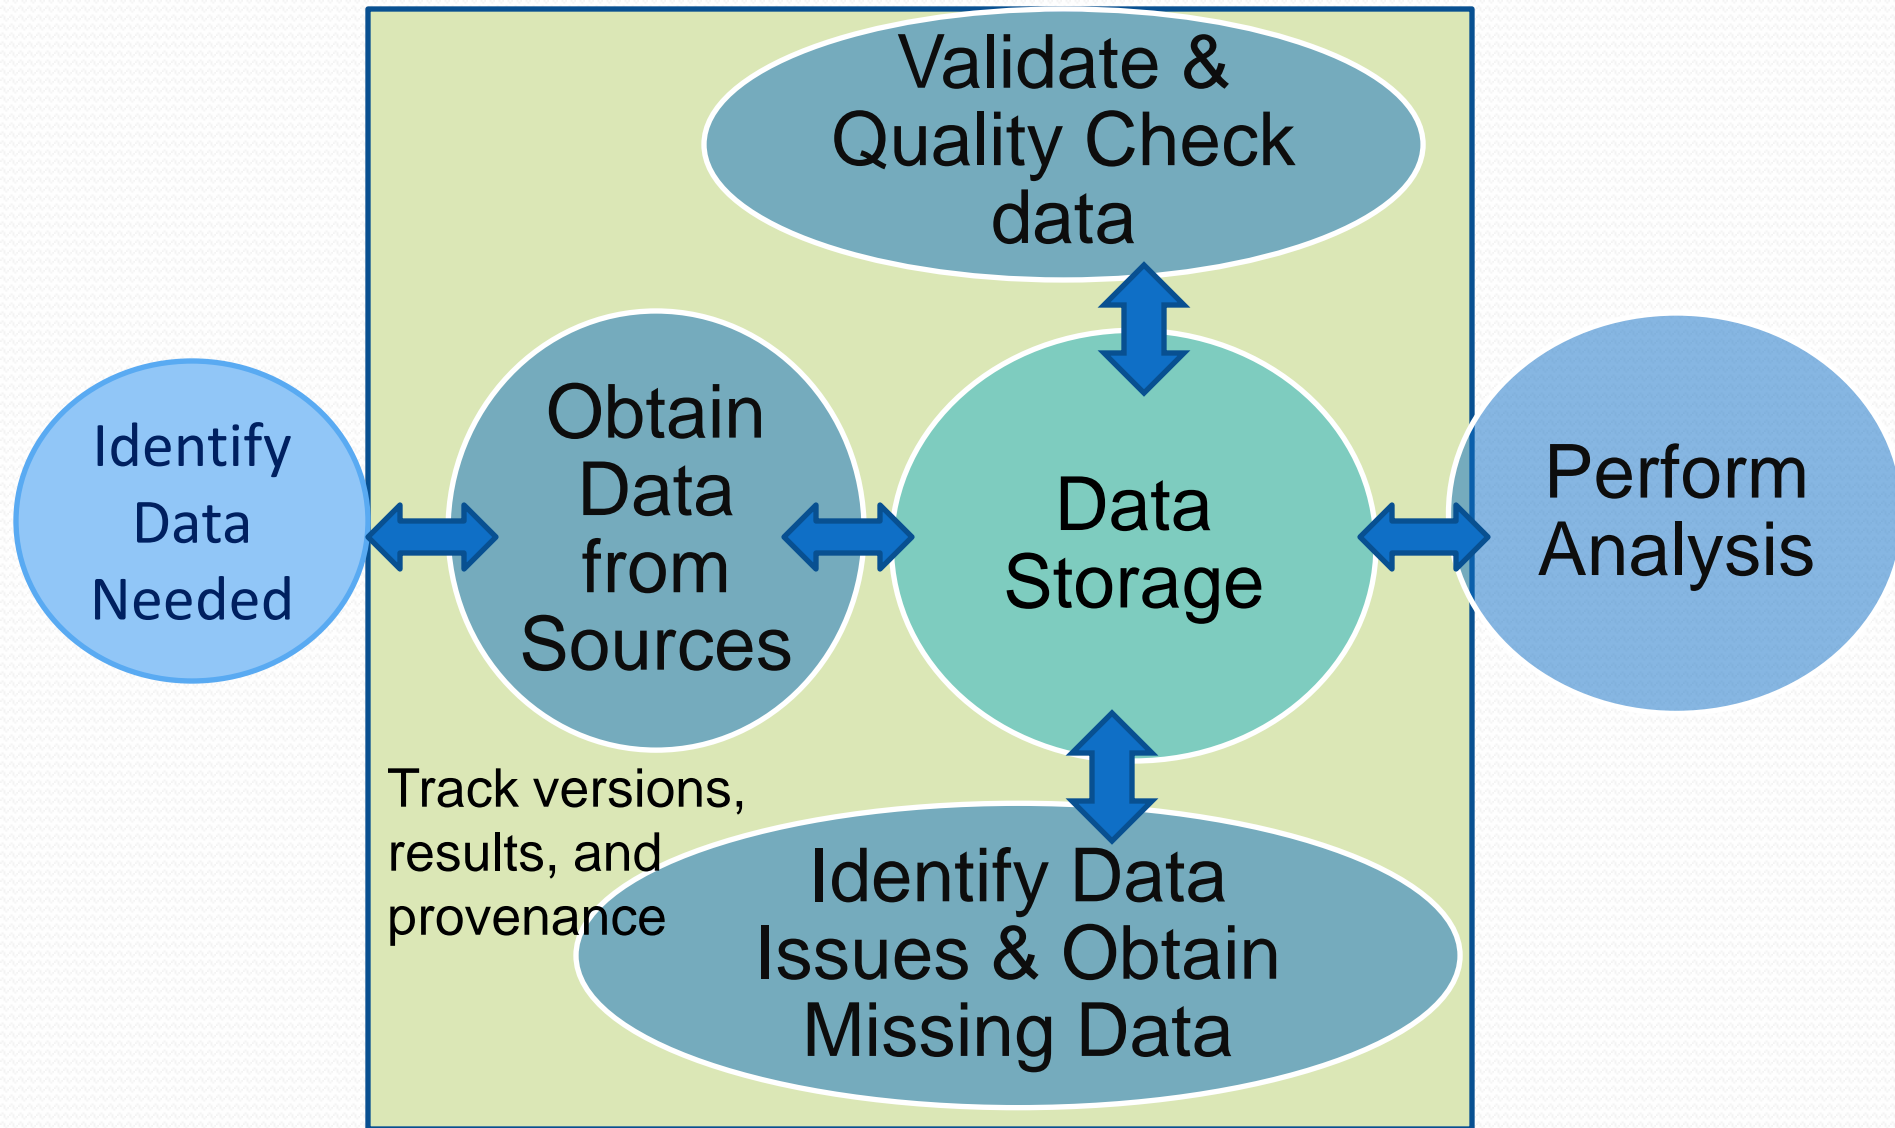 Validate &
Quality Check
data
Identify
Data
Needed
Obtain
Data
from
Sources
Data
Storage
Perform
Analysis
Track versions,
results, and
provenance
Identify Data
Issues & Obtain
Missing Data